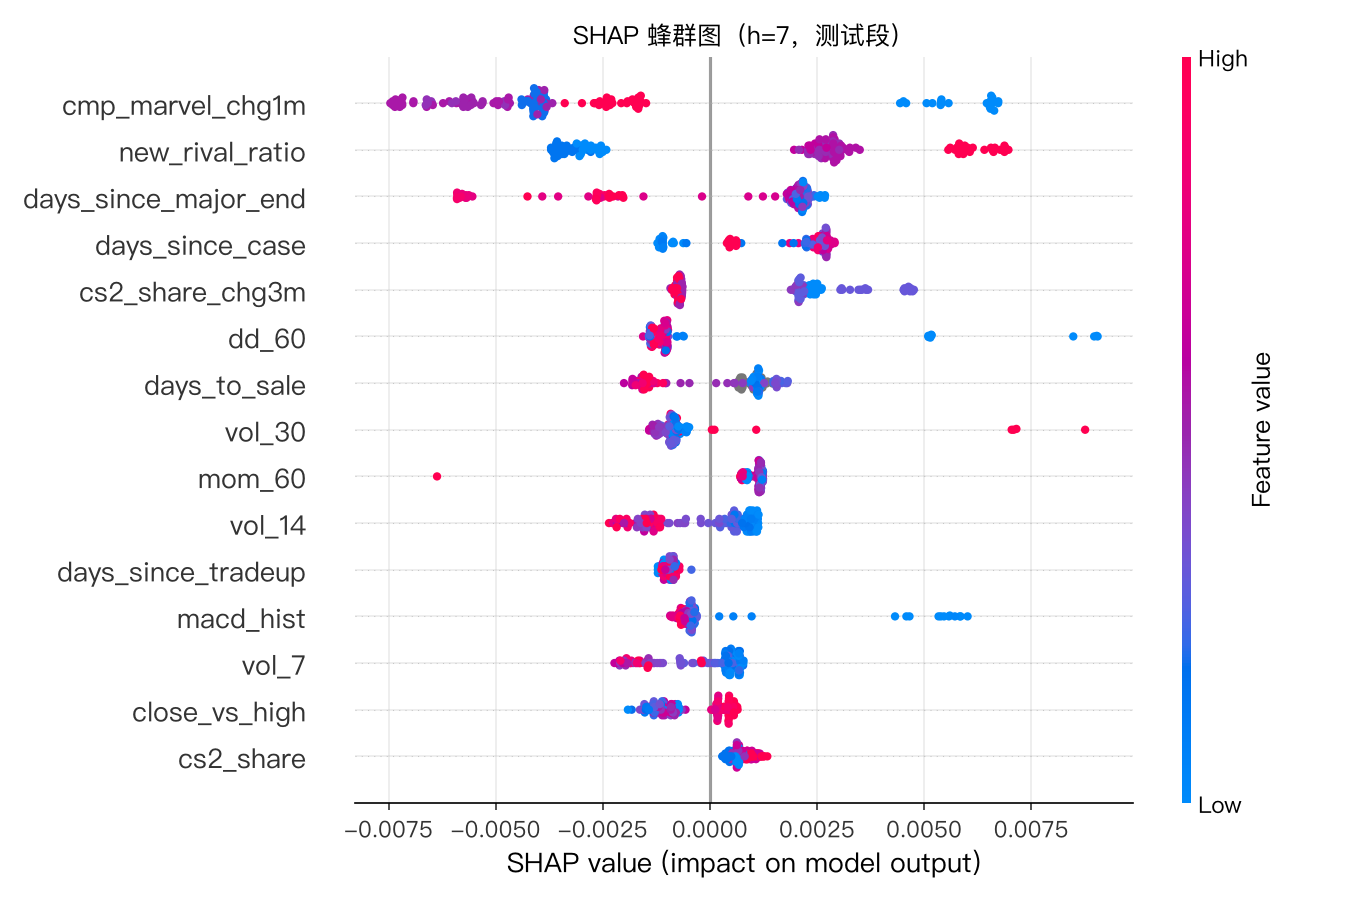 SHAP 蜂群图（h=7，测试段）
High
cmp_marvel_chg1m
new_rival_ratio
days_since_major_end
days_since_case
cs2_share_chg3m
dd_60
days_to_sale
vol_30
mom_60
vol_14
days_since_tradeup
macd_hist
vol_7
close_vs_high
cs2_share
Feature value
Low
−0.0075 −0.0050 −0.0025 0.0000 0.0025 0.0050 0.0075
SHAP value (impact on model output)